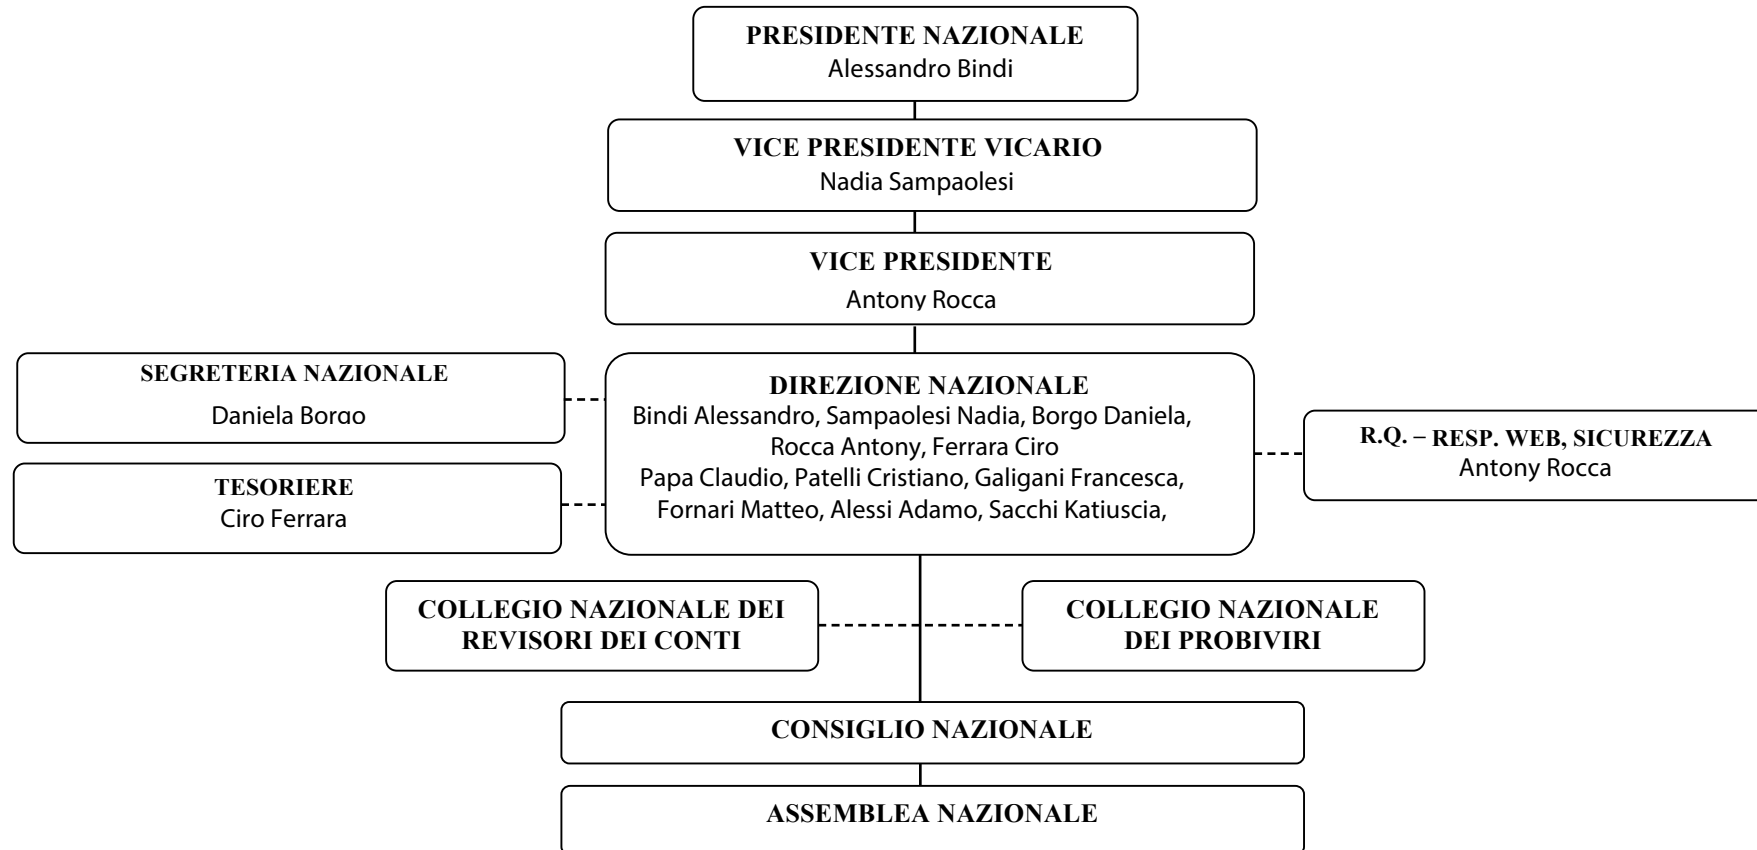 PRESIDENTE NAZIONALE
Alessandro Bindi
VICE PRESIDENTE VICARIO
Nadia Sampaolesi
VICE PRESIDENTE
Antony Rocca
SEGRETERIA NAZIONALE
Daniela Borgo
TESORIERE
Ciro Ferrara
DIREZIONE NAZIONALE
Bindi Alessandro, Sampaolesi Nadia, Borgo Daniela,
Rocca Antony, Ferrara Ciro
Papa Claudio, Patelli Cristiano, Galigani Francesca,
Fornari Matteo, Alessi Adamo, Sacchi Katiuscia,
R.Q. – RESP. WEB, SICUREZZA
Antony Rocca
COLLEGIO NAZIONALE DEI
REVISORI DEI CONTI
COLLEGIO NAZIONALE
DEI PROBIVIRI
CONSIGLIO NAZIONALE
ASSEMBLEA NAZIONALE